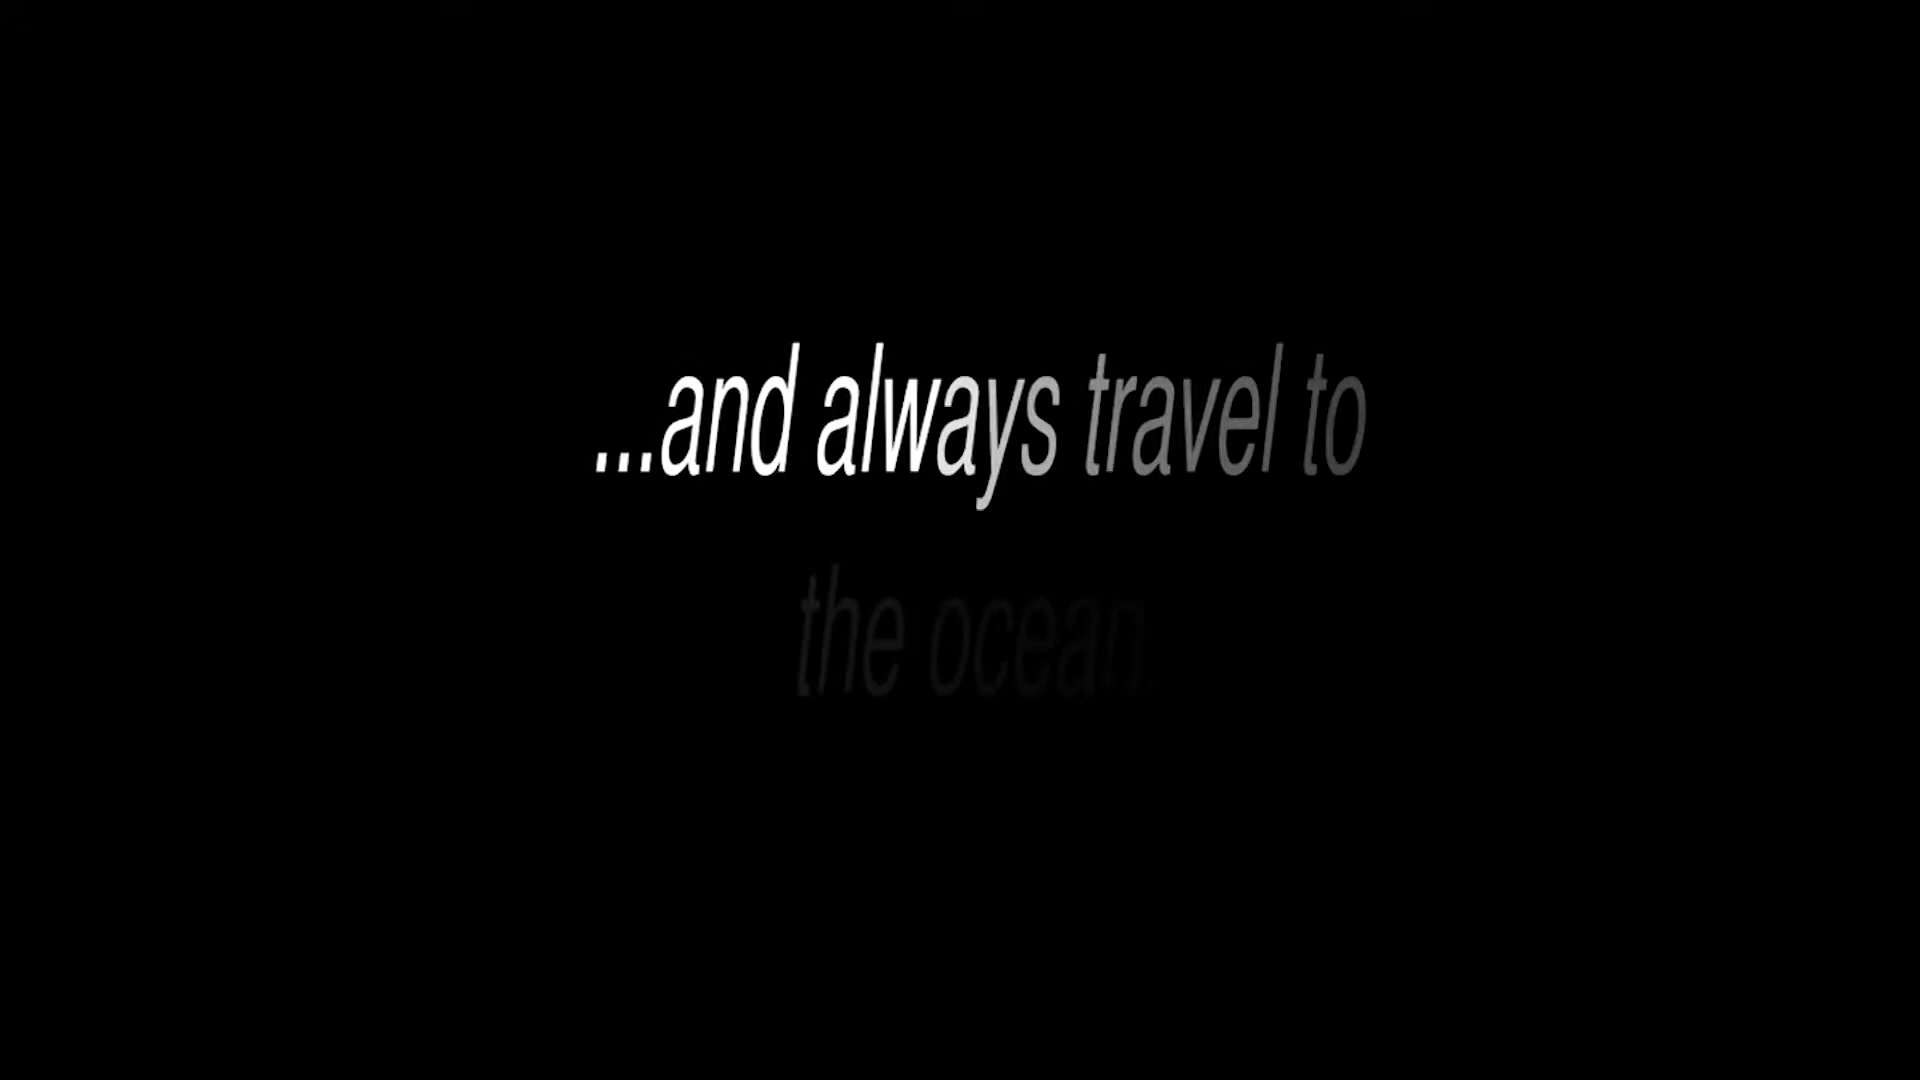 ...and always travel to
the ocean.